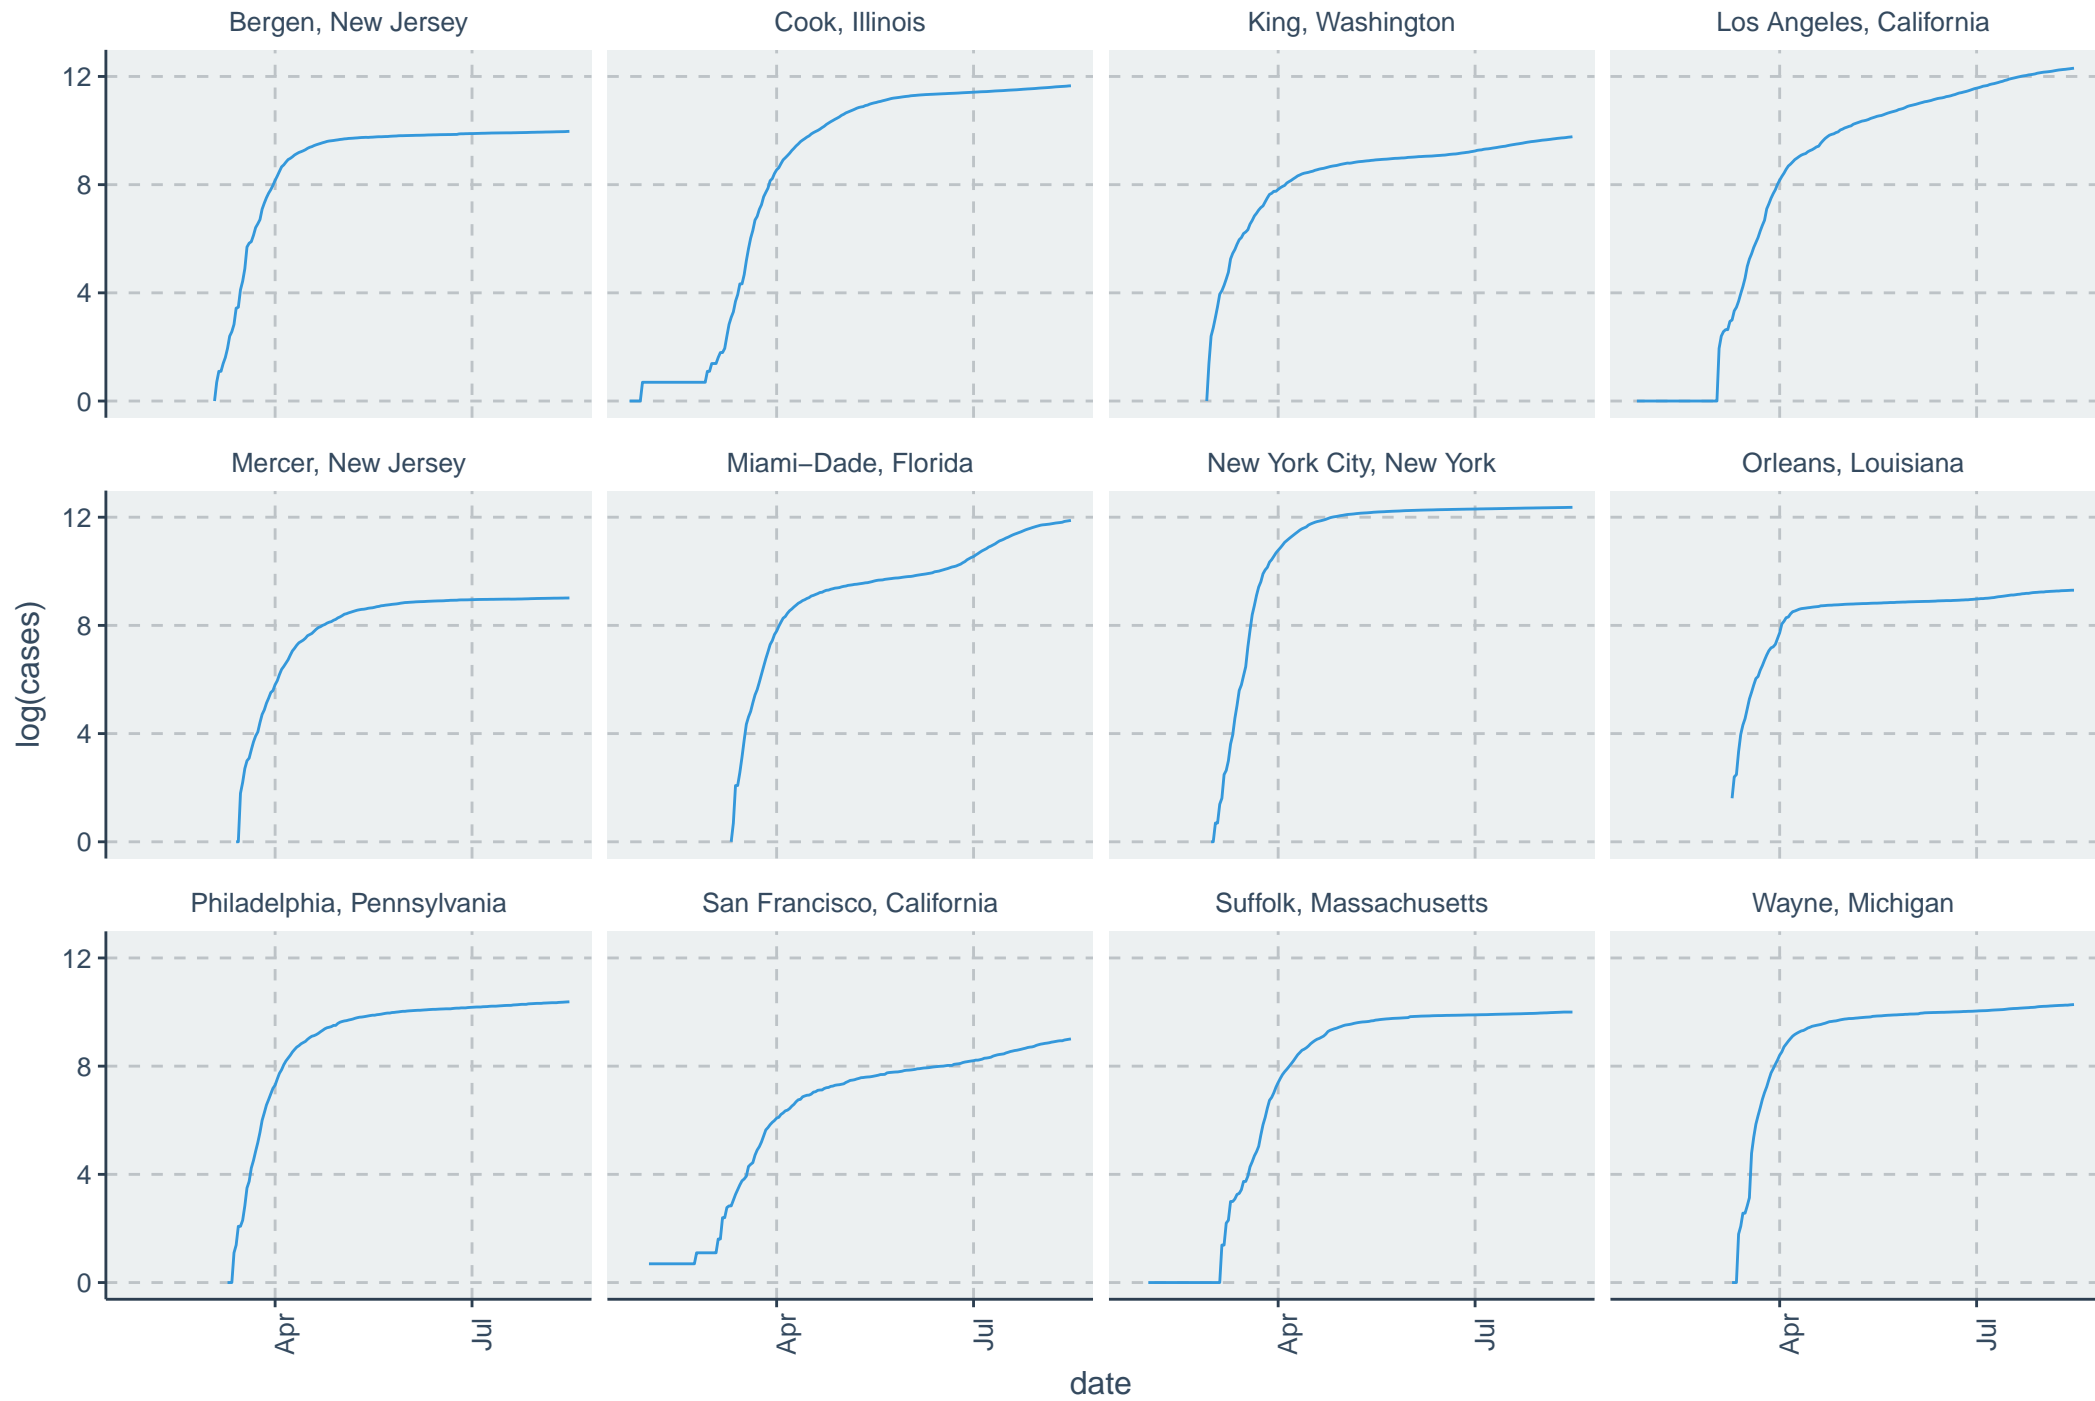 Bergen, New Jersey
Cook, Illinois
King, Washington
Los Angeles, California
12
8
4
0
Mercer, New Jersey
Miami−Dade, Florida
New York City, New York
Orleans, Louisiana
12
8
4
0
log(cases)
Philadelphia, Pennsylvania
San Francisco, California
Suffolk, Massachusetts
Wayne, Michigan
12
8
4
0
Apr
Jul
Apr
Jul
Apr
Jul
Apr
Jul
date